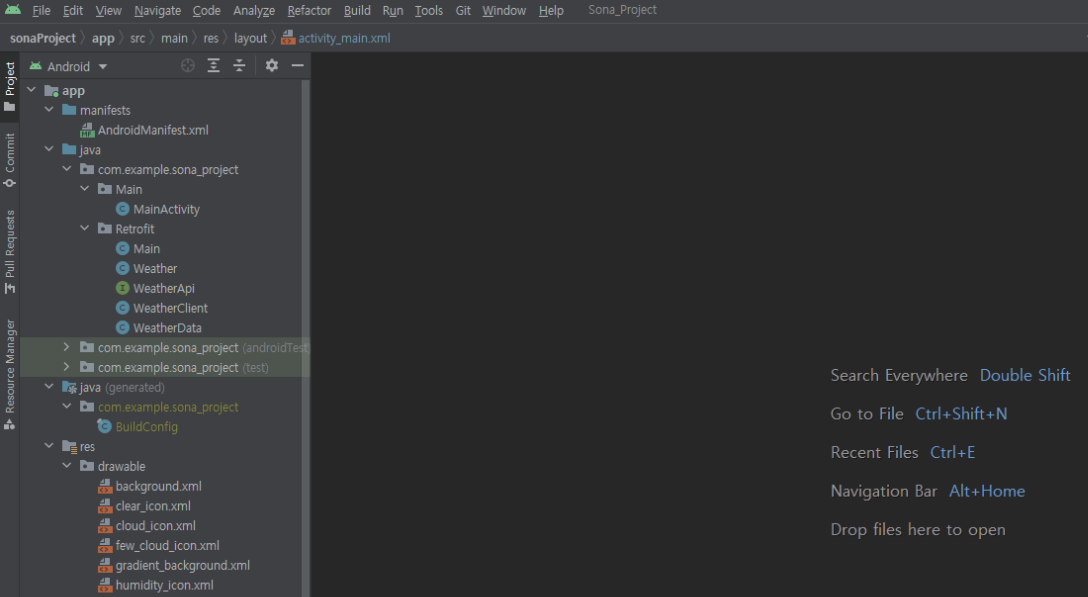 File Edit View Navigate Code Analyze Refactor Build Run Tools Git Window Help Sona_Project
sonaProject app src main res layout activity_main.xml
Project
Commit
Pull Requests
Resource Manager
Android
app
manifests
AndroidManifest.xml
java
com.example.sona_project
Main
MainActivity
Retrofit
Main
Weather
WeatherApi
WeatherClient
WeatherData
com.example.sona_project (androidTest)
com.example.sona_project (test)
java (generated)
com.example.sona_project
BuildConfig
res
drawable
background.xml
clear_icon.xml
cloud_icon.xml
few_cloud_icon.xml
gradient_background.xml
humidity_icon.xml
Search Everywhere Double Shift
Go to File Ctrl+Shift+N
Recent Files Ctrl+E
Navigation Bar Alt+Home
Drop files here to open